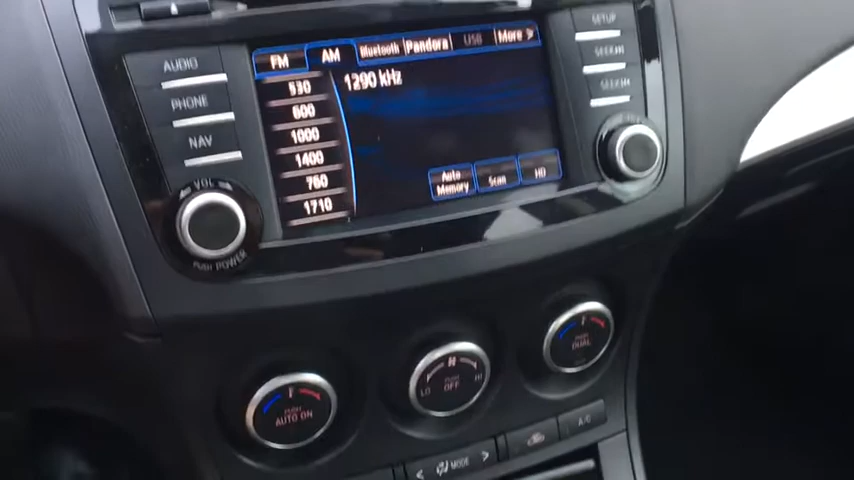 AUDIO
PHONE
NAV
VOL
PUSH POWER
FM AM Bluetooth Pandora USB More
530
600
1000
1400
760
1710
1290 kHz
Auto Memory
Scan
HD
SETUP
SEEK
SEEK
PUSH AUTO ON
LO PUSH OFF HI
PUSH DUAL
MODE
A/C